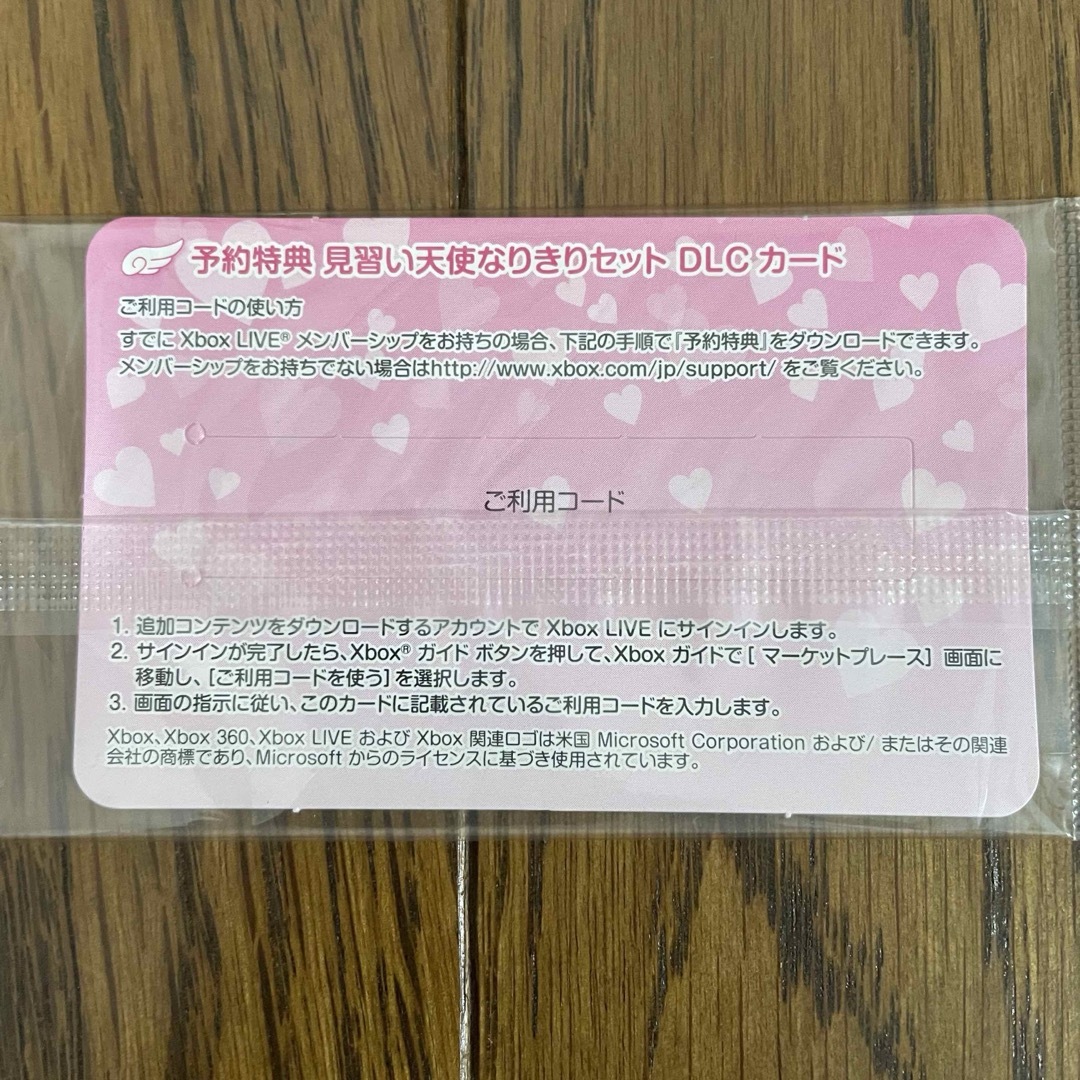 予約特典 見習い天使なりきりセット DLC カード
ご利用コードの使い方
すでに Xbox LIVE® メンバーシップをお持ちの場合、下記の手順で『予約特典』をダウンロードできます。
メンバーシップをお持ちでない場合はhttp://www.xbox.com/jp/support/ をご覧ください。
ご利用コード
1. 追加コンテンツをダウンロードするアカウントで Xbox LIVE にサインインします。
2. サインインが完了したら、Xbox® ガイド ボタンを押して、Xbox ガイドで[ マーケットプレース] 画面に
移動し、[ご利用コードを使う] を選択します。
3. 画面の指示に従い、このカードに記載されているご利用コードを入力します。
Xbox、Xbox 360、Xbox LIVE および Xbox 関連ロゴは米国 Microsoft Corporation および/ またはその関連
会社の商標であり、Microsoft からのライセンスに基づき使用されています。